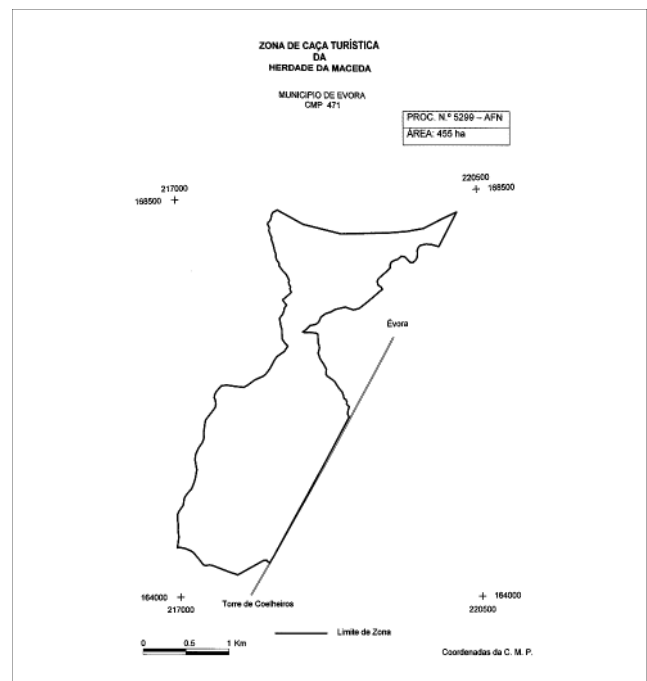 ZONA DE CAÇA TURÍSTICA
DA
HERDADE DA MACEDA
MUNICIPIO DE EVORA
CMP 471
PROC. N.º 5299 – AFN
ÁREA: 455 ha
217000
168500
220500
168500
Évora
164000
217000
Torre de Coelheiros
164000
220500
0 0.5 1 Km
Limite de Zona
Coordenadas da C. M. P.